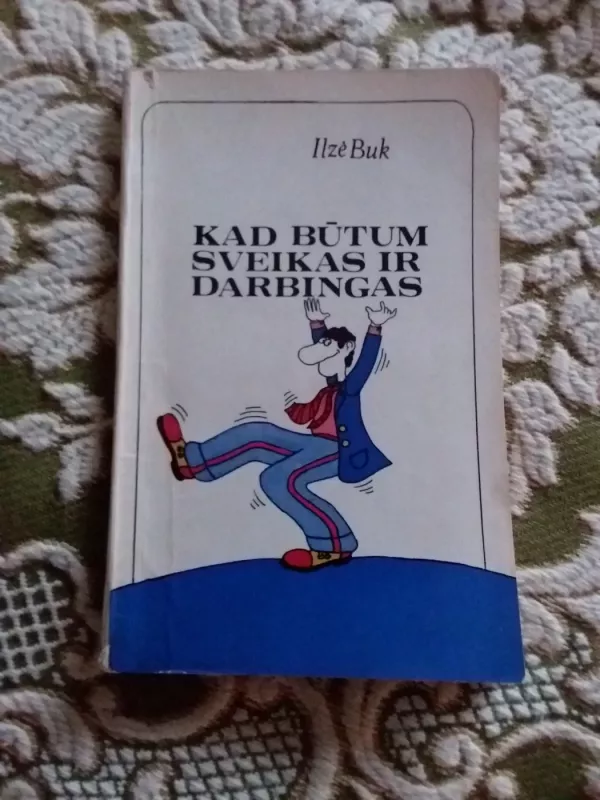 Ilzė Buk
KAD BŪTUM
SVEIKAS IR
DARBINGAS